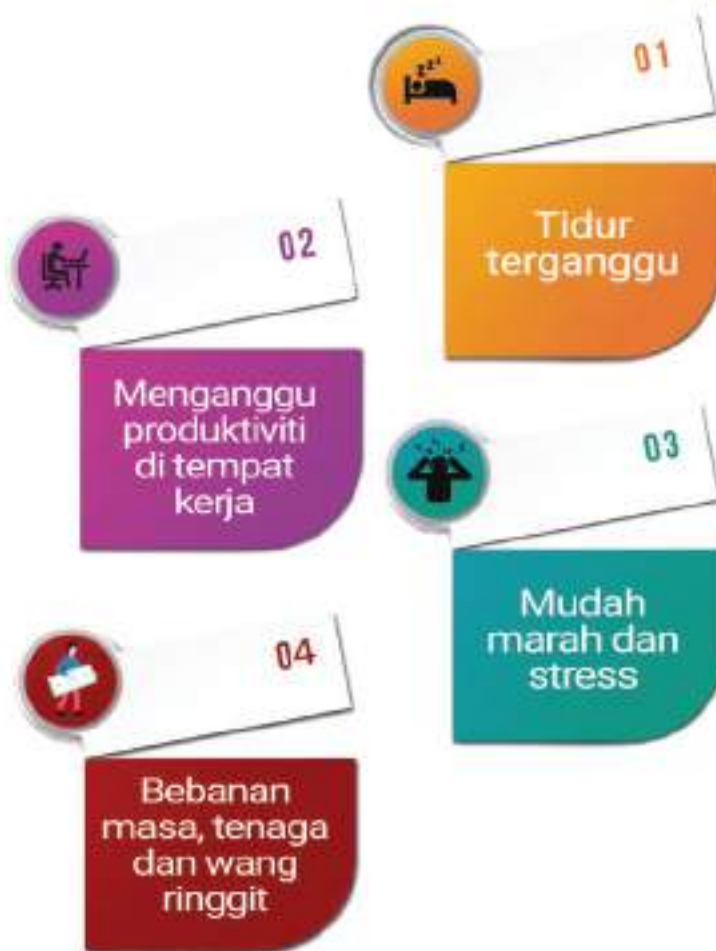 01
Tidur
terganggu
02
Menganggu
produktiviti
di tempat
kerja
03
Mudah
marah dan
stress
04
Bebanan
masa, tenaga
dan wang
ringgit